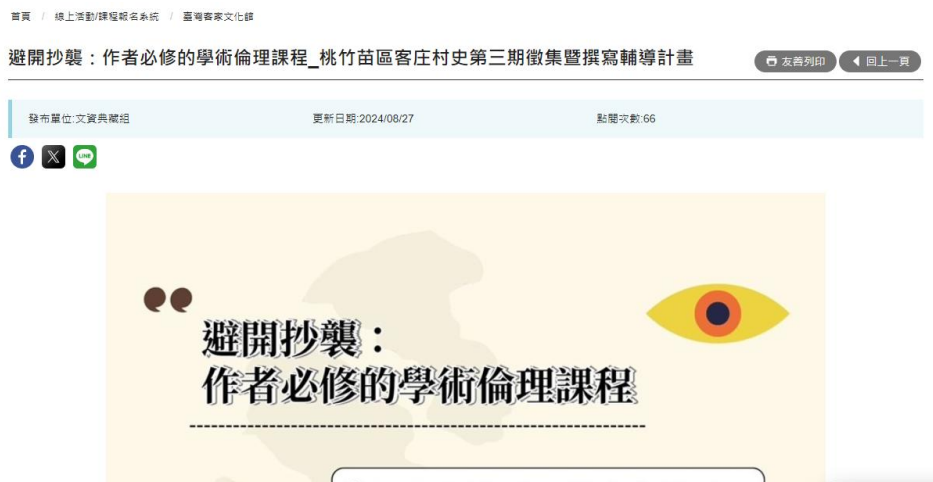 首頁 / 線上活動/課程報名系統 / 臺灣客家文化館
避開抄襲：作者必修的學術倫理課程_桃竹苗區客庄村史第三期徵集暨撰寫輔導計畫
友善列印
回上一頁
發布單位:文資典藏組
更新日期:2024/08/27
點閱次數:66
LINE
避開抄襲：
作者必修的學術倫理課程